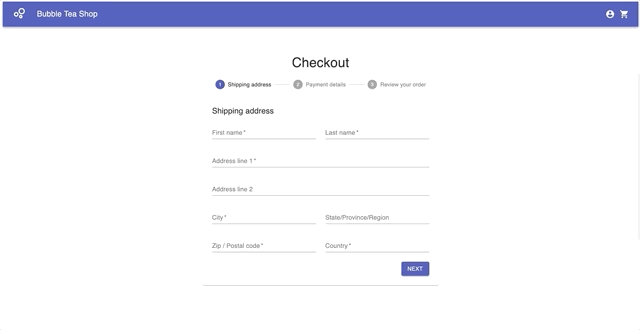 Bubble Tea Shop
Checkout
1 Shipping address 2 Payment details 3 Review your order
Shipping address
First name * Last name *
Address line 1 *
Address line 2
City * State/Province/Region
Zip / Postal code * Country *
NEXT